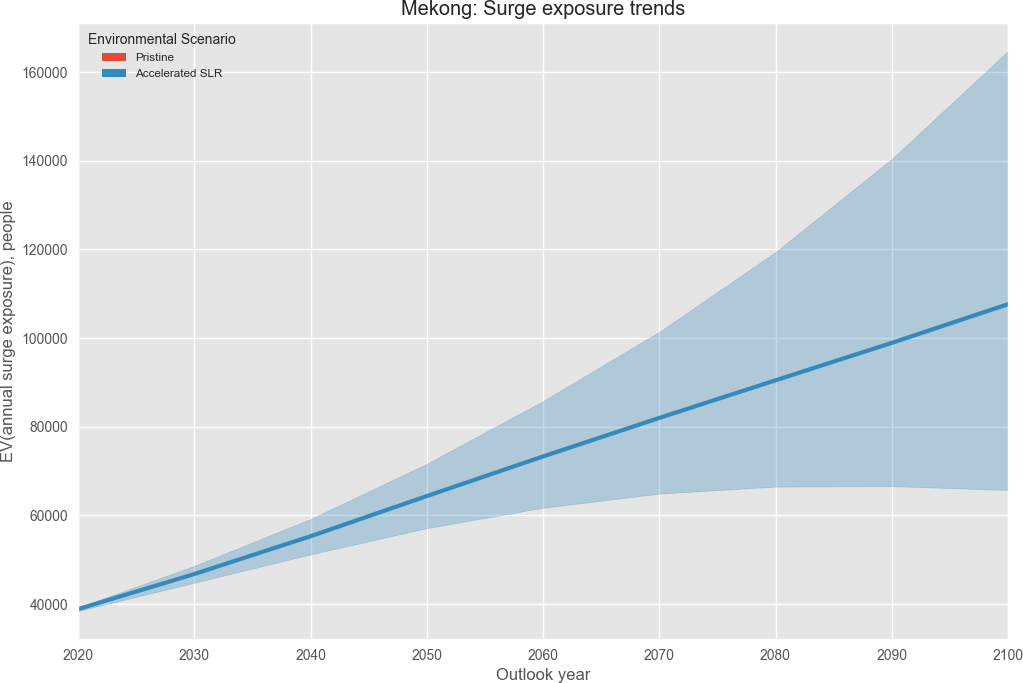 Mekong: Surge exposure trends
Environmental Scenario
Pristine
Accelerated SLR
EV(annual surge exposure), people
160000
140000
120000
100000
80000
60000
40000
2020 2030 2040 2050 2060 2070 2080 2090 2100
Outlook year